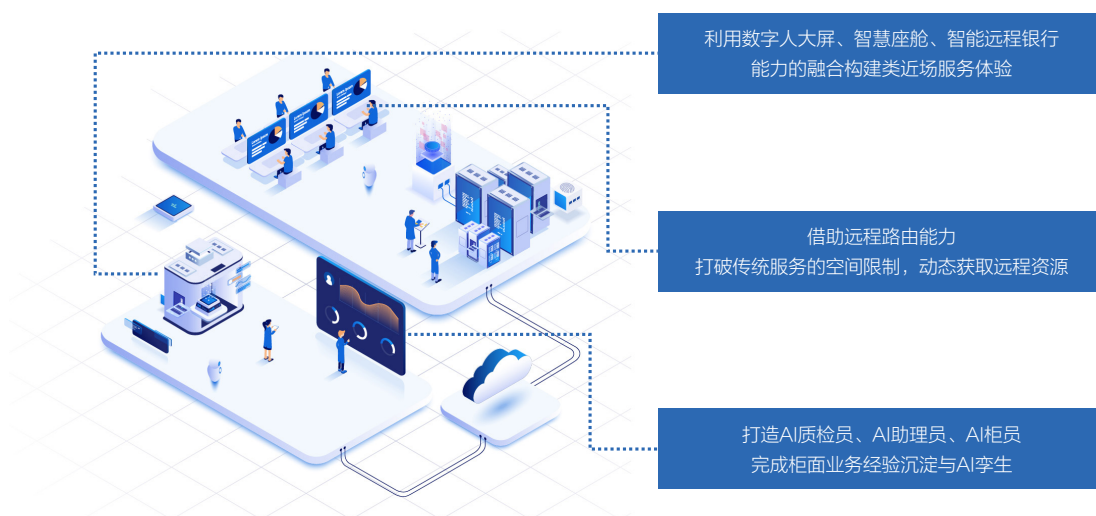 利用数字人大屏、智慧座舱、智能远程银行
能力的融合构建类近场服务体验
借助远程路由能力
打破传统服务的空间限制，动态获取远程资源
打造AI质检员、AI助理员、AI柜员
完成柜面业务经验沉淀与AI孪生